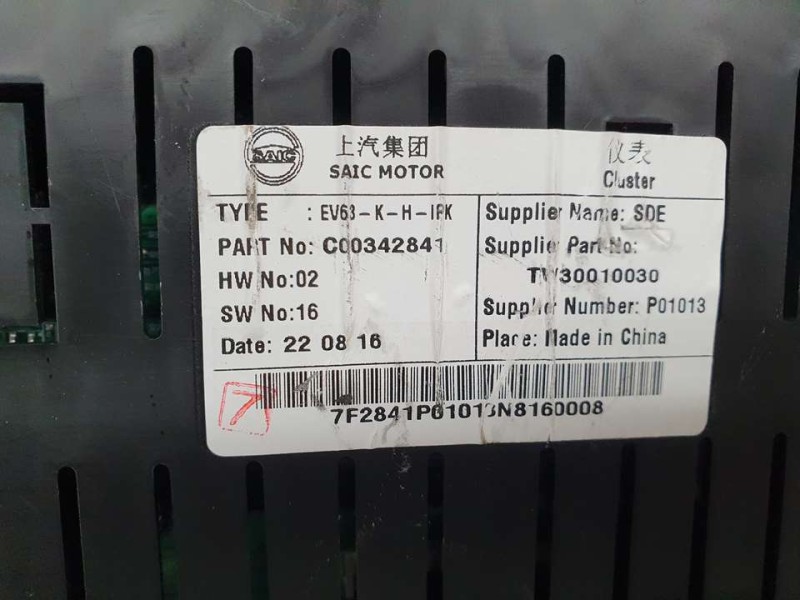 SAIC 上汽集团 仪表
SAIC MOTOR Cluster
TYPE : EV63-K-H-IPK
PART No: C00342841
HW No:02
SW No:16
Date: 22 08 16
Supplier Name: SDE
Supplier Part No:
TW30010030
Supplier Number: P01013
Place: Made in China
7
7F2841P01013N8160008